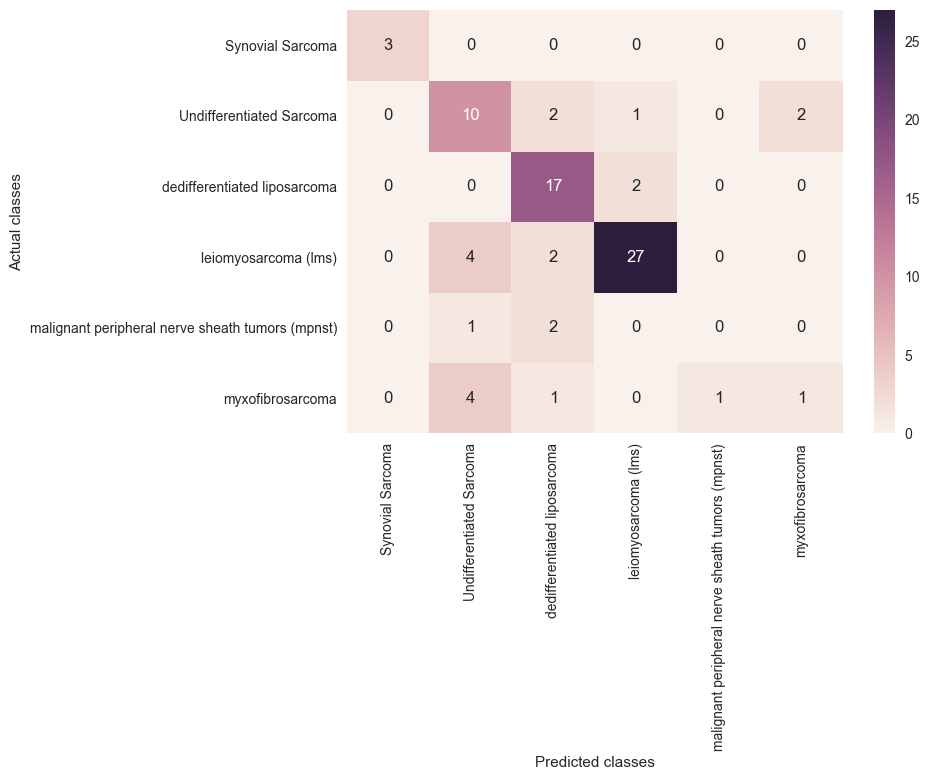 Synovial Sarcoma 3 0 0 0 0 0
Undifferentiated Sarcoma 0 10 2 1 0 2
dedifferentiated liposarcoma 0 0 17 2 0 0
leiomyosarcoma (lms) 0 4 2 27 0 0
malignant peripheral nerve sheath tumors (mpnst) 0 1 2 0 0 0
myxofibrosarcoma 0 4 1 0 1 1
Actual classes
Synovial Sarcoma
Undifferentiated Sarcoma
dedifferentiated liposarcoma
leiomyosarcoma (lms)
malignant peripheral nerve sheath tumors (mpnst)
myxofibrosarcoma
Predicted classes
25
20
15
10
5
0